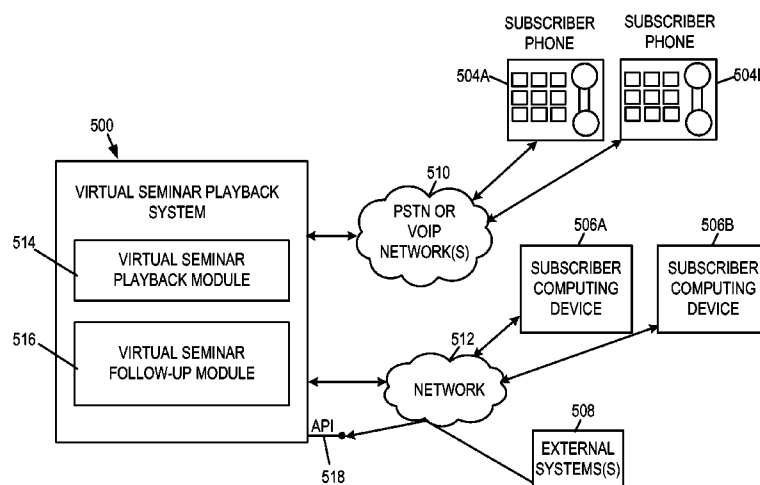 SUBSCRIBER
PHONE
SUBSCRIBER
PHONE
504A
500
VIRTUAL SEMINAR PLAYBACK
SYSTEM
510
PSTN OR
VOIP
NETWORK(S)
514
VIRTUAL SEMINAR
PLAYBACK MODULE
506A
506B
SUBSCRIBER
COMPUTING
DEVICE
SUBSCRIBER
COMPUTING
DEVICE
516
VIRTUAL SEMINAR
FOLLOW-UP MODULE
512
NETWORK
API
518
508
EXTERNAL
SYSTEMS(S)